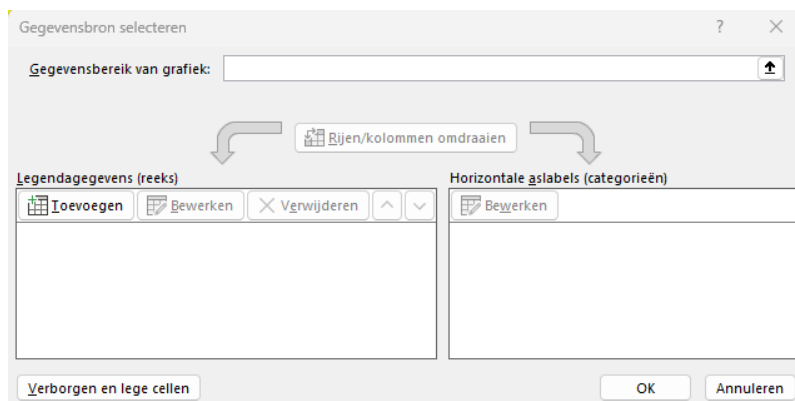 Gegevensbron selecteren ? ×
Gegevensbereik van grafiek:
Rijen/kolommen omdraaien
Legendagegevens (reeks)
Horizontale aslabels (categorieën)
Toevoegen Bewerken Verwijderen
Bewerken
Verborgen en lege cellen
OK Annuleren